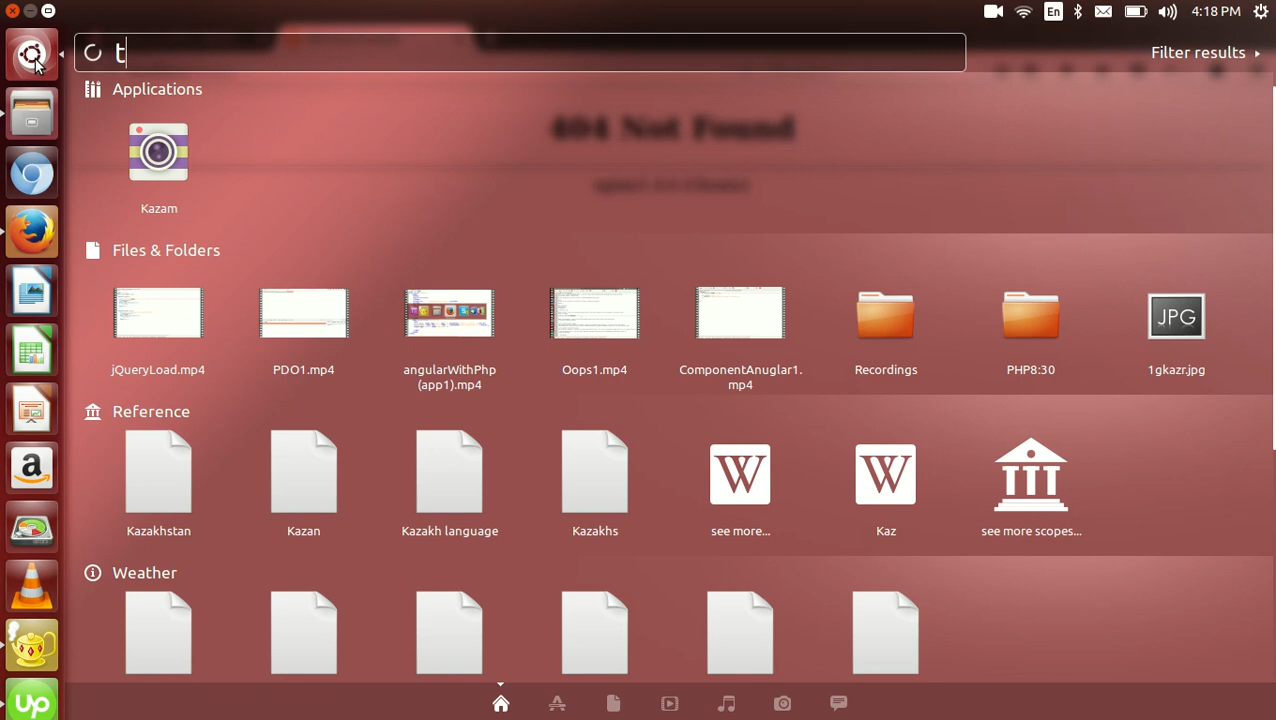 En
4:18 PM
t
Filter results
Applications
404 Not Found
Kazam
Files & Folders
JPG
jQueryLoad.mp4
PDO1.mp4
angularWithPhp
(app1).mp4
Oops1.mp4
ComponentAnuglar1.
mp4
Recordings
PHP8:30
1gkazr.jpg
Reference
W
W
Kazakhstan
Kazan
Kazakh language
Kazakhs
see more...
Kaz
see more scopes...
Weather
a
Up